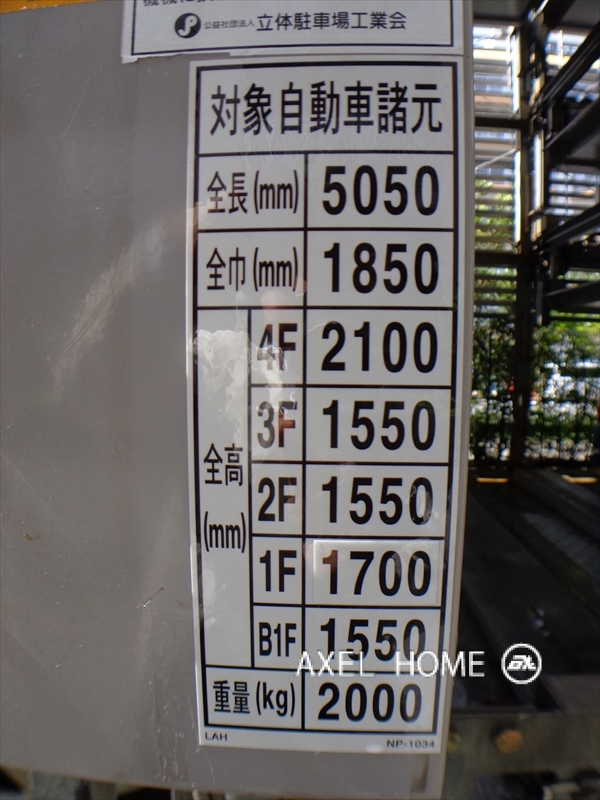 公益社団法人 立体駐車場工業会
対象自動車諸元
全長(mm) 5050
全巾(mm) 1850
全高(mm)
4F 2100
3F 1550
2F 1550
1F 1700
B1F 1550
重量(kg) 2000
LAH NP-1034
AXEL HOME